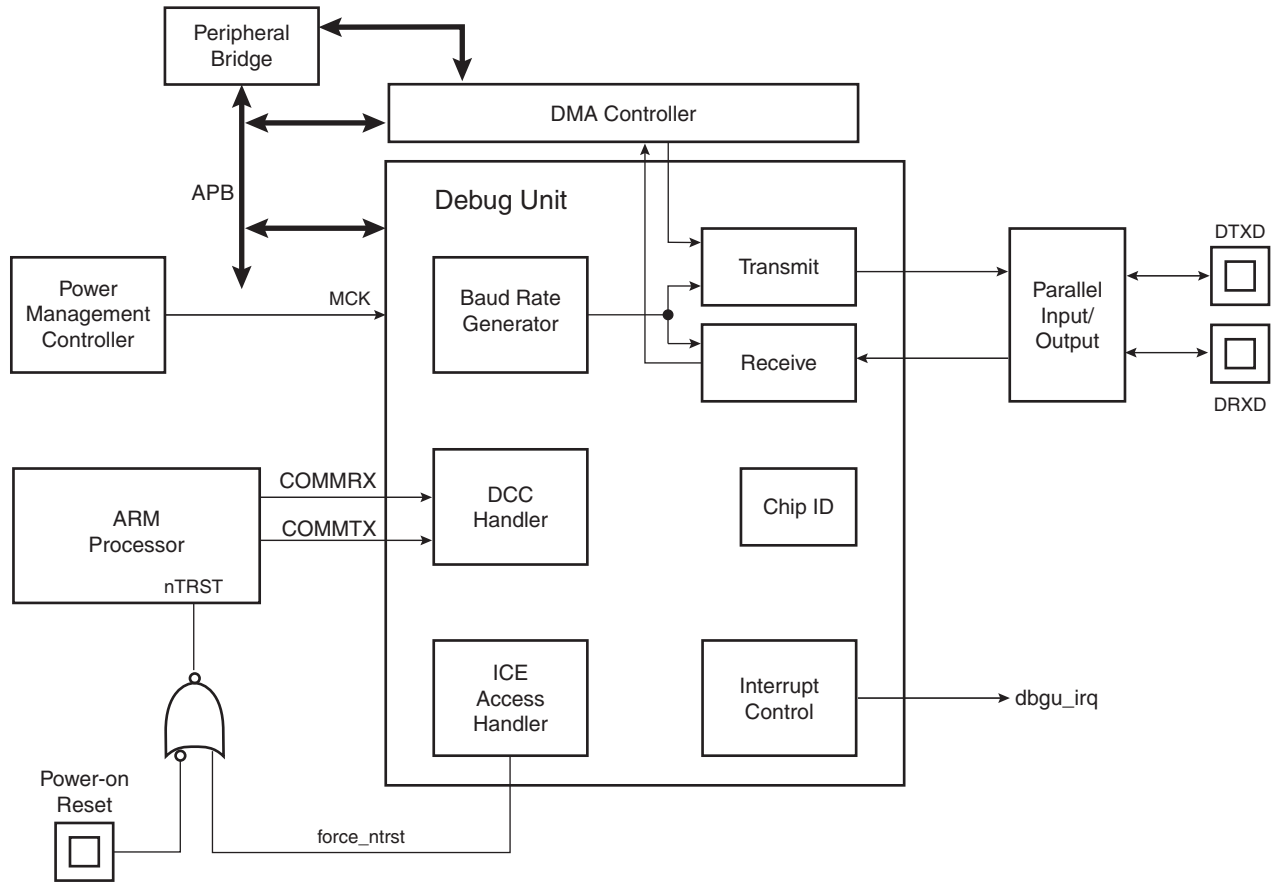 Peripheral
Bridge
DMA Controller
APB
Debug Unit
Power
Management
Controller
MCK
Baud Rate
Generator
Transmit
Receive
Parallel
Input/
Output
DTXD
DRXD
ARM
Processor
nTRST
COMMRX
COMMTX
DCC
Handler
Chip ID
ICE
Access
Handler
Interrupt
Control
dbgu_irq
Power-on
Reset
force_ntrst